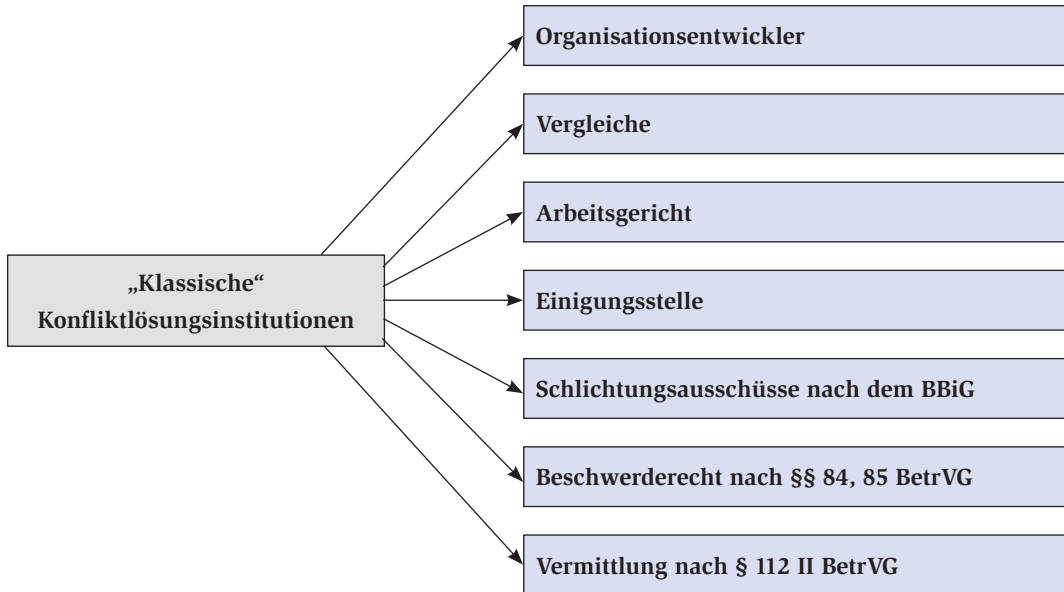 Organisationsentwickler
Vergleiche
Arbeitsgericht
„Klassische“
Konfliktlösungsinstitutionen
Einigungsstelle
Schlichtungsausschüsse nach dem BBiG
Beschwerderecht nach §§ 84, 85 BetrVG
Vermittlung nach § 112 II BetrVG